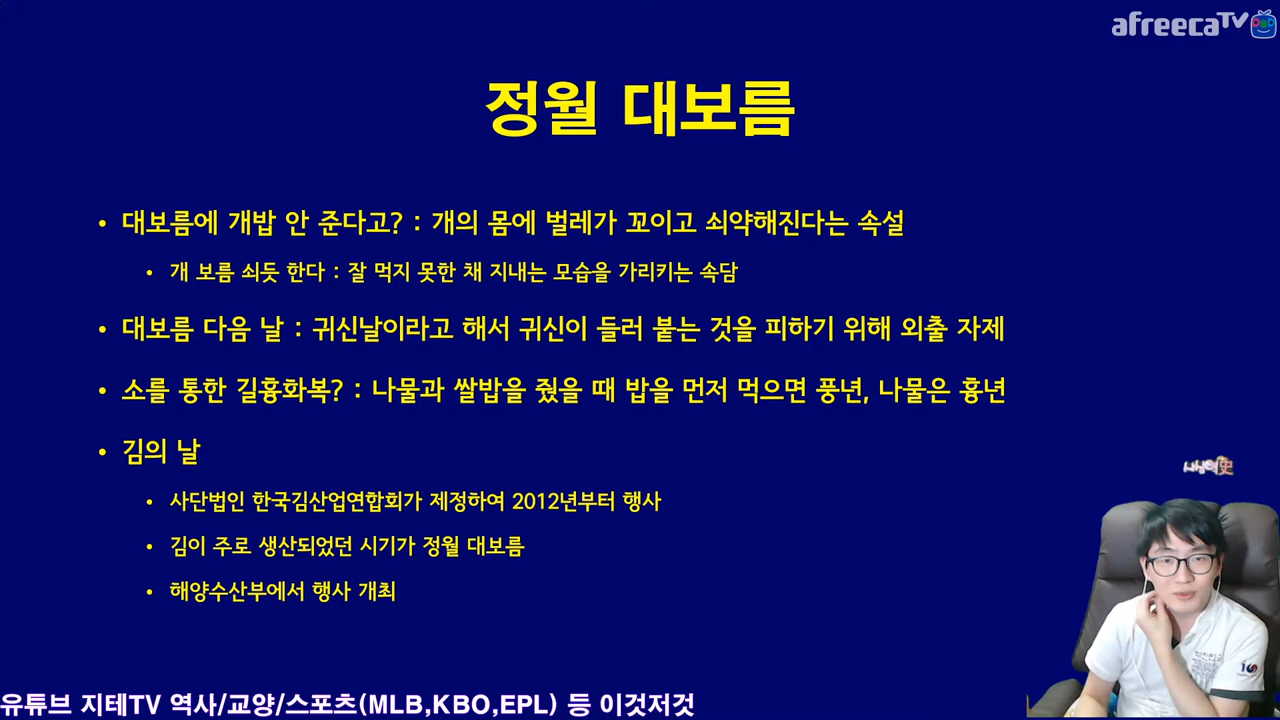 afreecaTV
정월 대보름
• 대보름에 개밥 안 준다고? : 개의 몸에 벌레가 꼬이고 쇠약해진다는 속설
• 개 보름 쇠듯 한다 : 잘 먹지 못한 채 지내는 모습을 가리키는 속담
• 대보름 다음 날 : 귀신날이라고 해서 귀신이 들러 붙는 것을 피하기 위해 외출 자제
• 소를 통한 길흉화복? : 나물과 쌀밥을 줬을 때 밥을 먼저 먹으면 풍년, 나물은 흉년
• 김의 날
• 사단법인 한국김산업연합회가 제정하여 2012년부터 행사
• 김이 주로 생산되었던 시기가 정월 대보름
• 해양수산부에서 행사 개최
유튜브 지테TV 역사/교양/스포츠(MLB,KBO,EPL) 등 이것저것